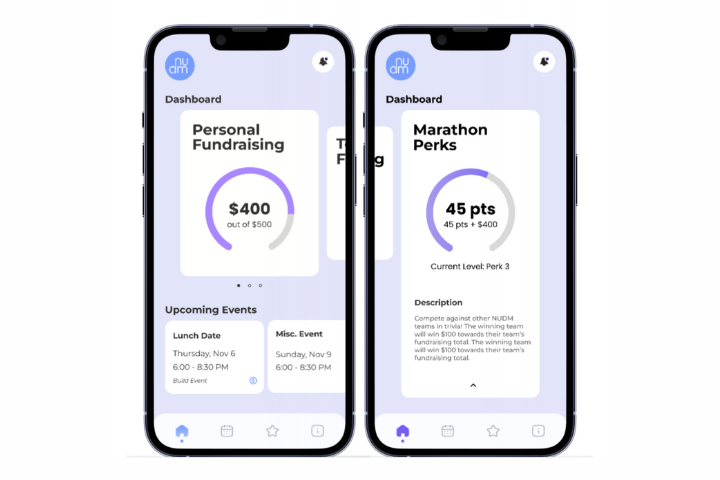 nu
dm
Dashboard
Personal
Fundraising
$400
out of $500
Upcoming Events
Lunch Date
Thursday, Nov 6
6:00 - 8:30 PM
Build Event
Misc. Event
Sunday, Nov 9
6:00 - 8:30 PM
nu
dm
Dashboard
Marathon
Perks
45 pts
45 pts + $400
Current Level: Perk 3
Description
Compete against other NUDM
teams in trivia! The winning team
will win $100 towards their team's
fundraising total. The winning team
will win $100 towards their team's
fundraising total.